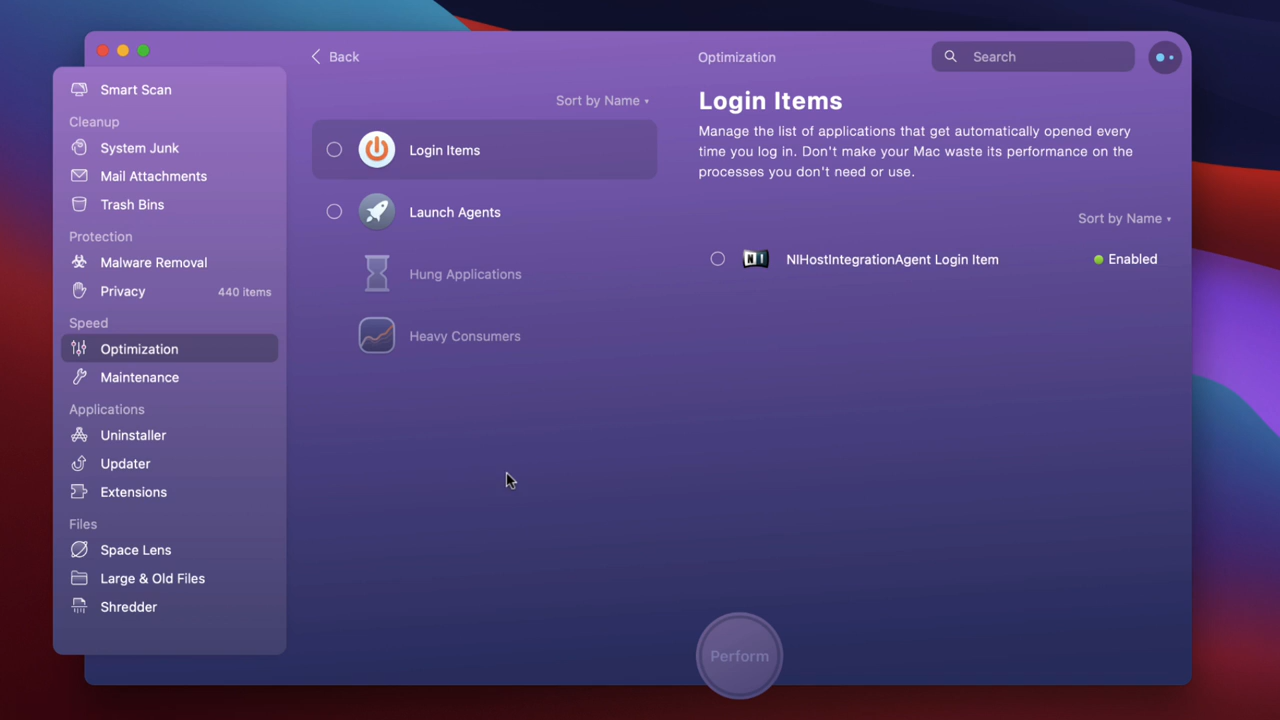 Smart Scan
Cleanup
System Junk
Mail Attachments
Trash Bins
Protection
Malware Removal
Privacy 440 items
Speed
Optimization
Maintenance
Applications
Uninstaller
Updater
Extensions
Files
Space Lens
Large & Old Files
Shredder
Back
Sort by Name
Login Items
Launch Agents
Hung Applications
Heavy Consumers
Optimization
Search
Login Items
Manage the list of applications that get automatically opened every
time you log in. Don't make your Mac waste its performance on the
processes you don't need or use.
Sort by Name
NI NIHostIntegrationAgent Login Item Enabled
Perform